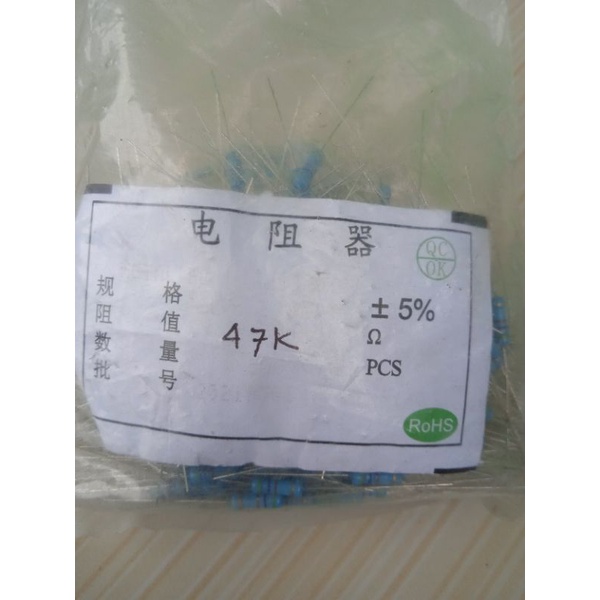 电阻器
QC
OK
规格 ± 5%
阻值 47K Ω
数量 PCS
批号
RoHS